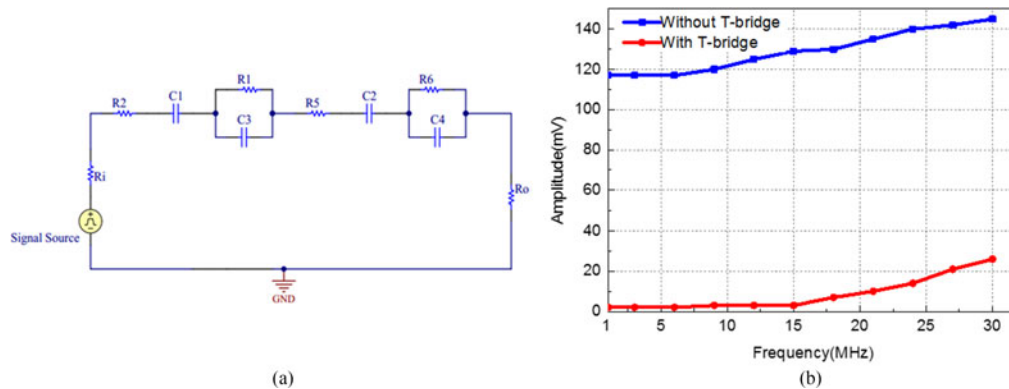 R1
R6
R2
C1
R5
C2
C3
C4
Ri
Ro
Signal Source
GND
(a)
Without T-bridge
With T-bridge
Amplitude(mV)
140
120
100
80
60
40
20
0
1
5
10
15
20
25
30
Frequency(MHz)
(b)